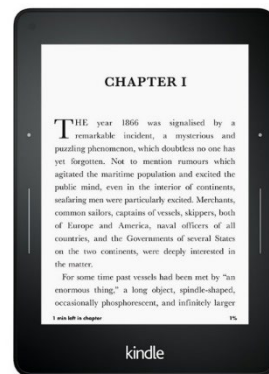 CHAPTER I
THE year 1866 was signalised by a
remarkable incident, a mysterious and
puzzling phenomenon, which doubtless no one has
yet forgotten. Not to mention rumours which
agitated the maritime population and excited the
public mind, even in the interior of continents,
seafaring men were particularly excited. Merchants,
common sailors, captains of vessels, skippers, both
of Europe and America, naval officers of all
countries, and the Governments of several States
on the two continents, were deeply interested in
the matter.
For some time past vessels had been met by "an
enormous thing," a long object, spindle-shaped,
occasionally phosphorescent, and infinitely larger
1 min left in chapter 1%
kindle